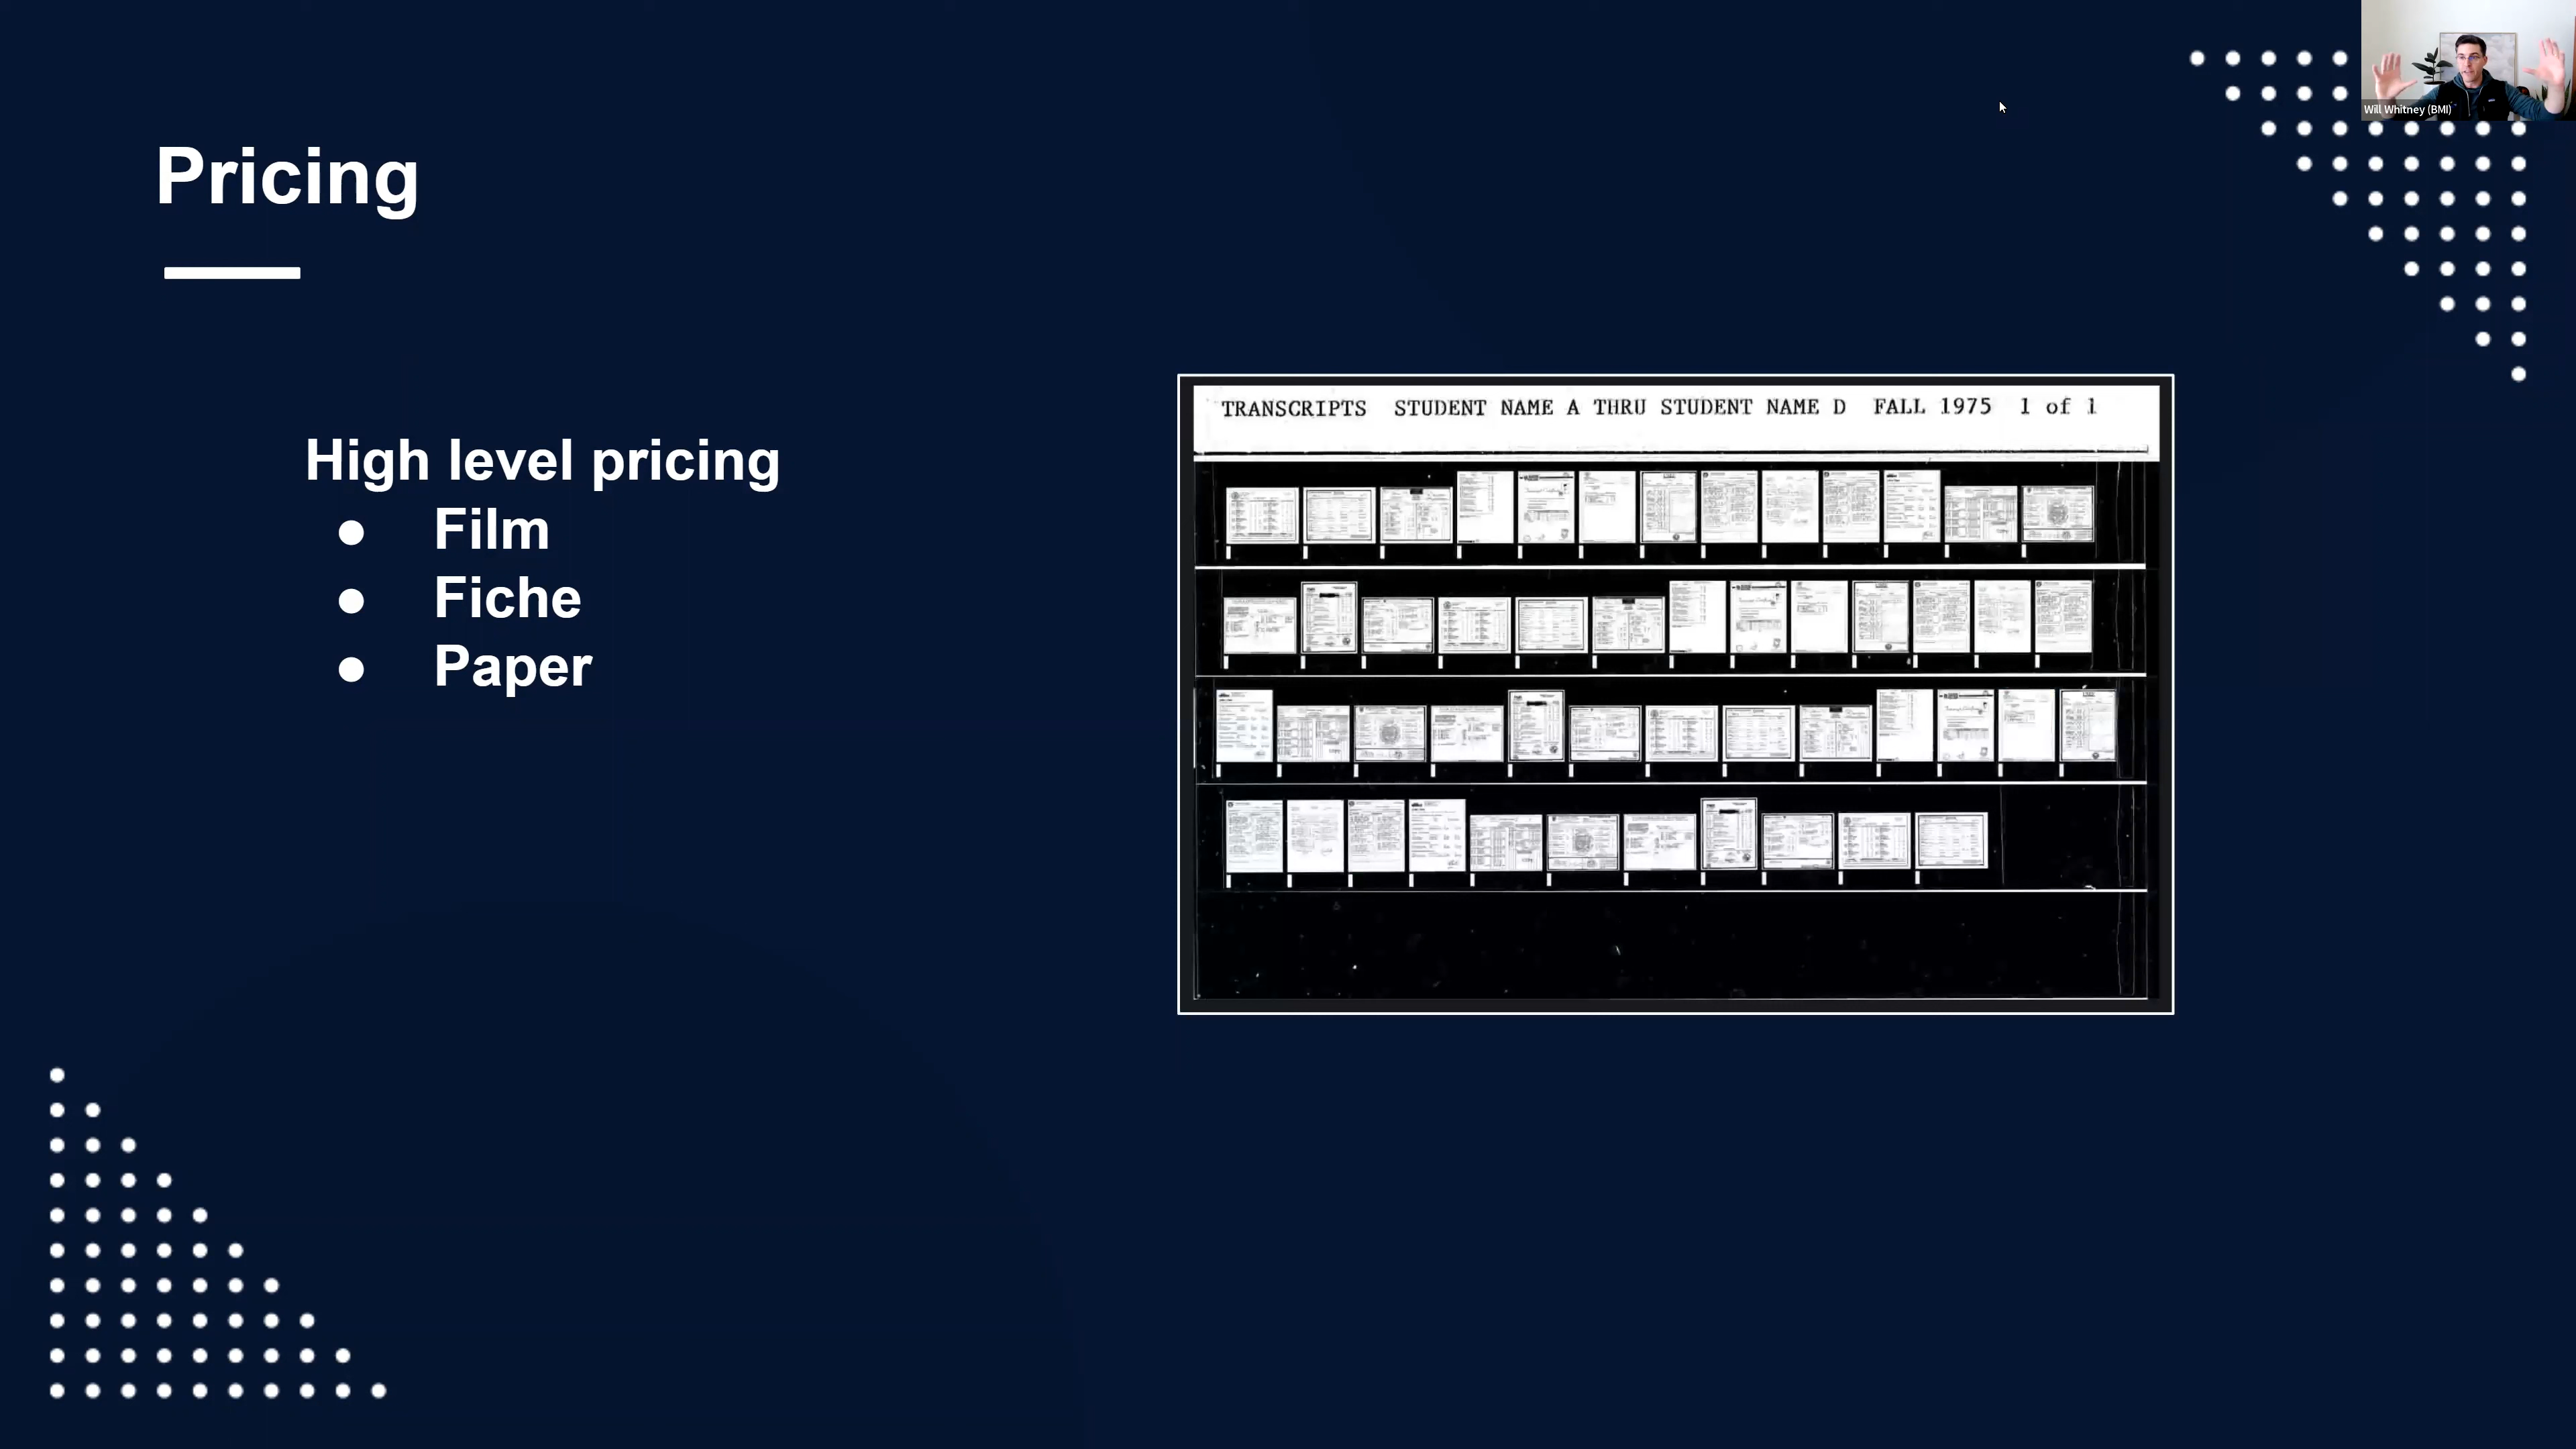 Will Whitney (BMI)
Pricing
High level pricing
● Film
● Fiche
● Paper
TRANSCRIPTS STUDENT NAME A THRU STUDENT NAME D FALL 1975 1 of 1